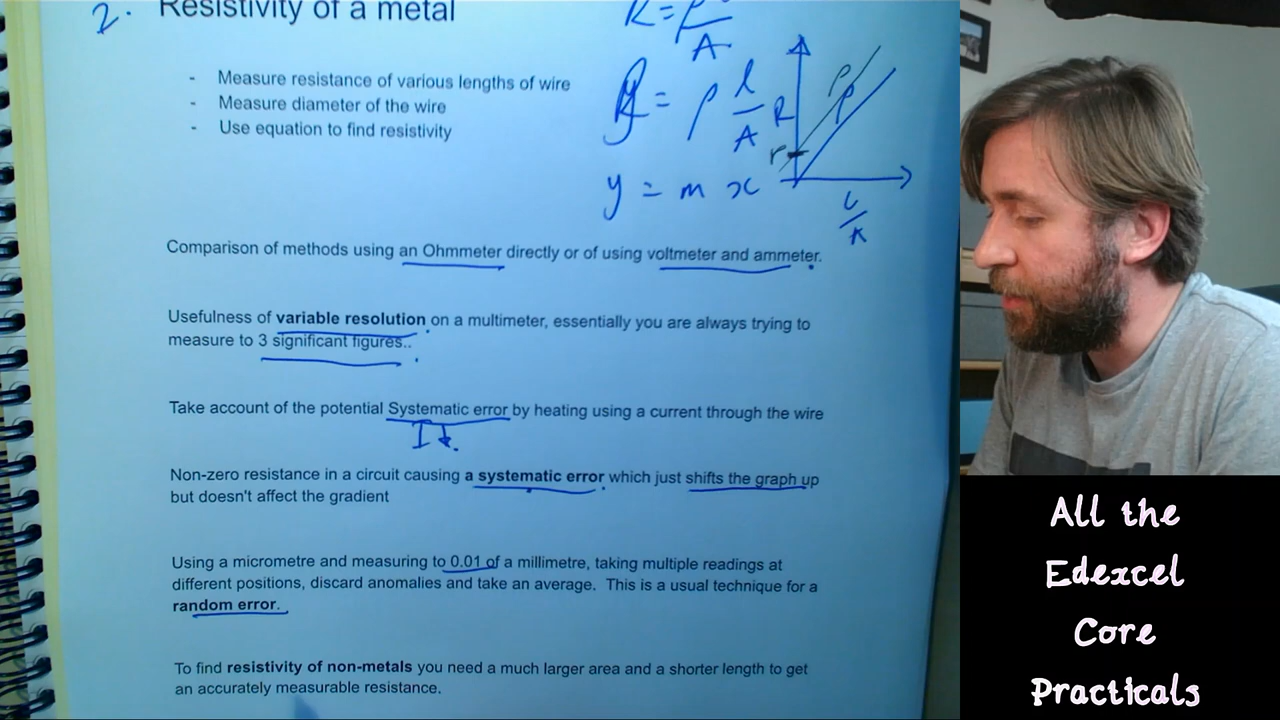 2. Resistivity of a metal
R = ρ
A
- Measure resistance of various lengths of wire
- Measure diameter of the wire
- Use equation to find resistivity
= ρ l
A
R
ρ
ρ
r
y = m x
Comparison of methods using an Ohmmeter directly or of using voltmeter and ammeter.
Usefulness of variable resolution on a multimeter, essentially you are always trying to
measure to 3 significant figures..
Take account of the potential Systematic error by heating using a current through the wire
I↓.
Non-zero resistance in a circuit causing a systematic error which just shifts the graph up
but doesn't affect the gradient
Using a micrometre and measuring to 0.01 of a millimetre, taking multiple readings at
different positions, discard anomalies and take an average. This is a usual technique for a
random error.
To find resistivity of non-metals you need a much larger area and a shorter length to get
an accurately measurable resistance.
All the
Edexcel
Core
Practicals